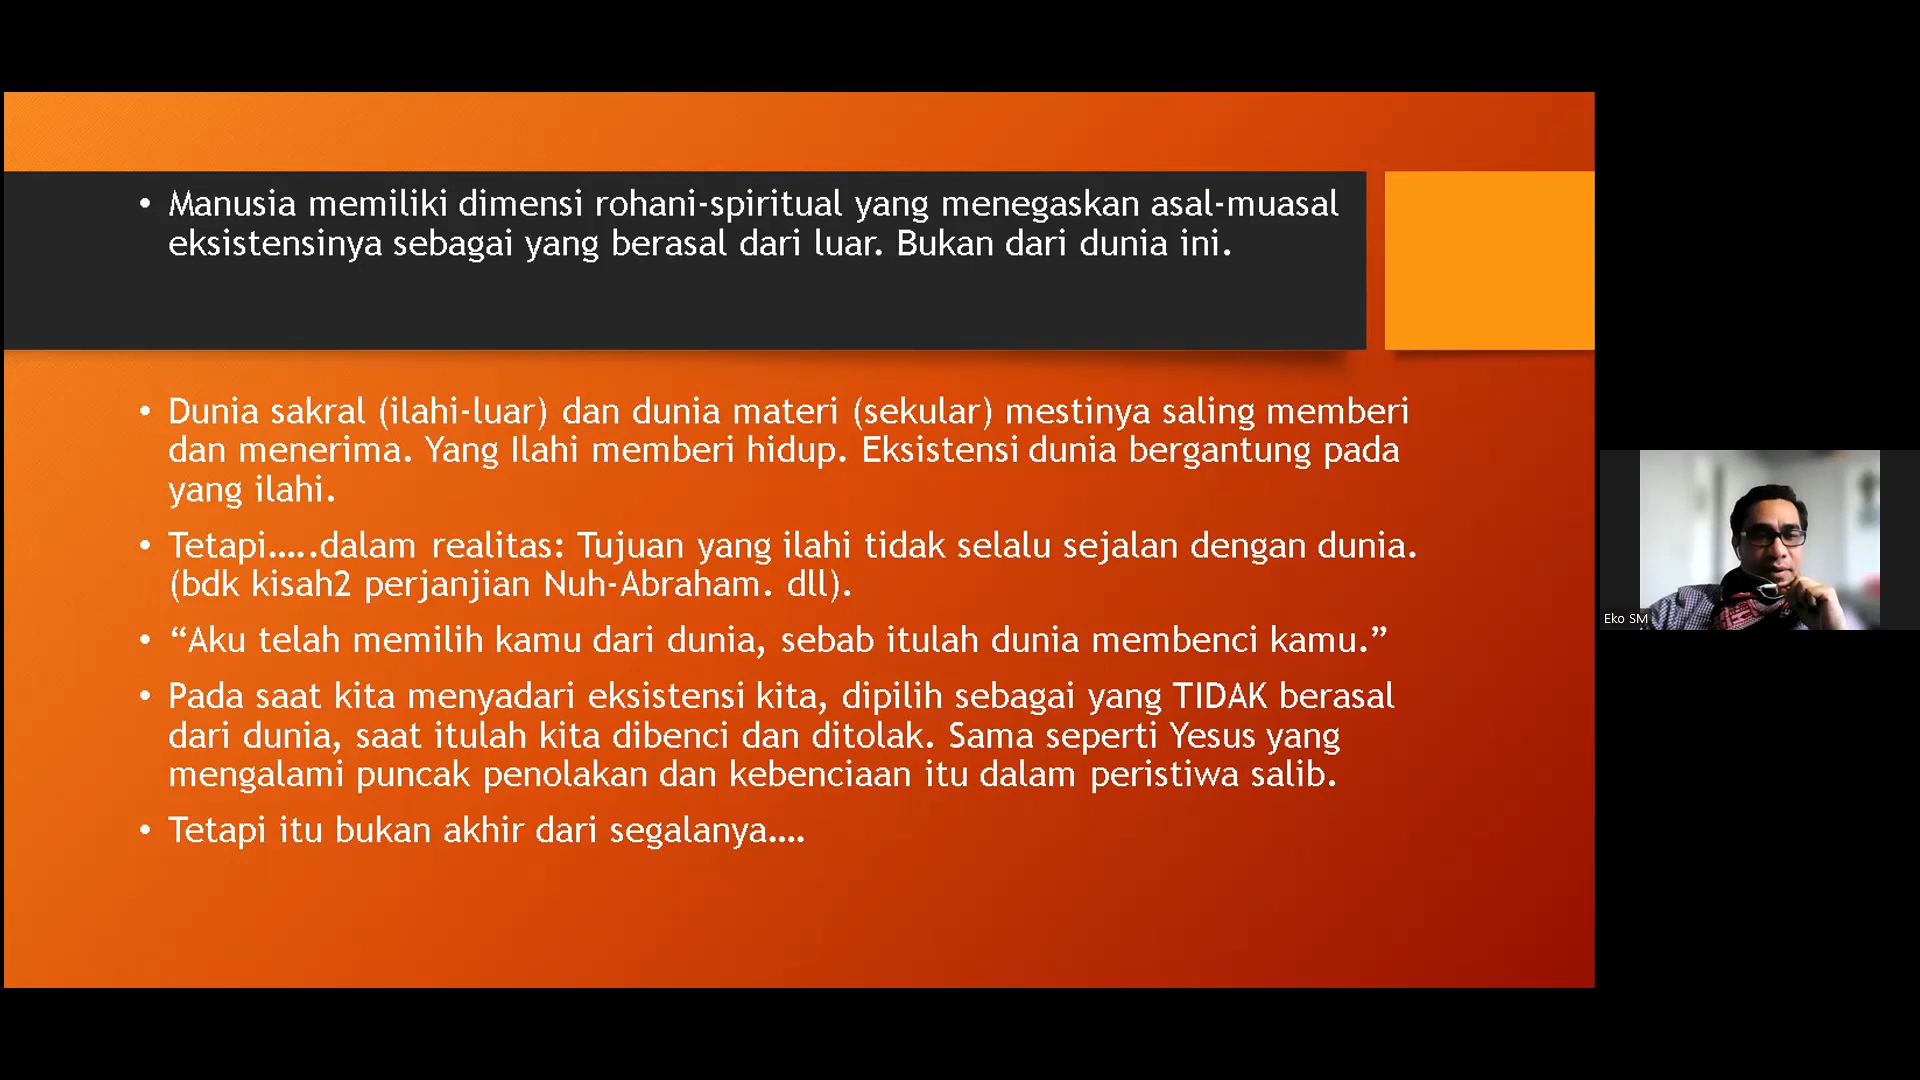 • Manusia memiliki dimensi rohani-spiritual yang menegaskan asal-muasal
eksistensinya sebagai yang berasal dari luar. Bukan dari dunia ini.
• Dunia sakral (ilahi-luar) dan dunia materi (sekular) mestinya saling memberi
dan menerima. Yang Ilahi memberi hidup. Eksistensi dunia bergantung pada
yang ilahi.
• Tetapi…..dalam realitas: Tujuan yang ilahi tidak selalu sejalan dengan dunia.
(bdk kisah2 perjanjian Nuh-Abraham. dll).
• “Aku telah memilih kamu dari dunia, sebab itulah dunia membenci kamu.”
• Pada saat kita menyadari eksistensi kita, dipilih sebagai yang TIDAK berasal
dari dunia, saat itulah kita dibenci dan ditolak. Sama seperti Yesus yang
mengalami puncak penolakan dan kebenciaan itu dalam peristiwa salib.
• Tetapi itu bukan akhir dari segalanya….
Eko SM